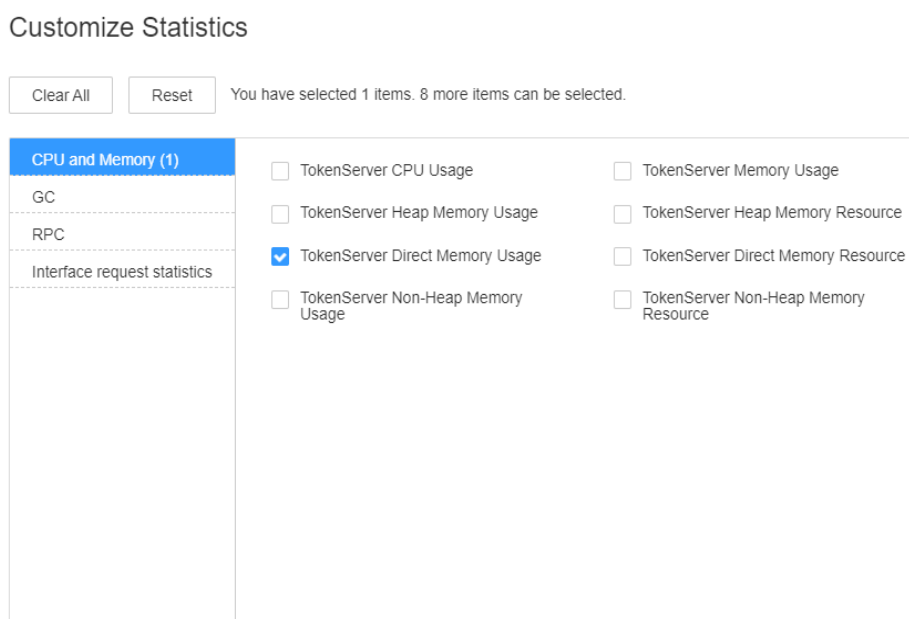 Customize Statistics
Clear All
Reset
You have selected 1 items. 8 more items can be selected.
CPU and Memory (1)
GC
RPC
Interface request statistics
TokenServer CPU Usage
TokenServer Memory Usage
TokenServer Heap Memory Usage
TokenServer Heap Memory Resource
TokenServer Direct Memory Usage
TokenServer Direct Memory Resource
TokenServer Non-Heap Memory
Usage
TokenServer Non-Heap Memory
Resource